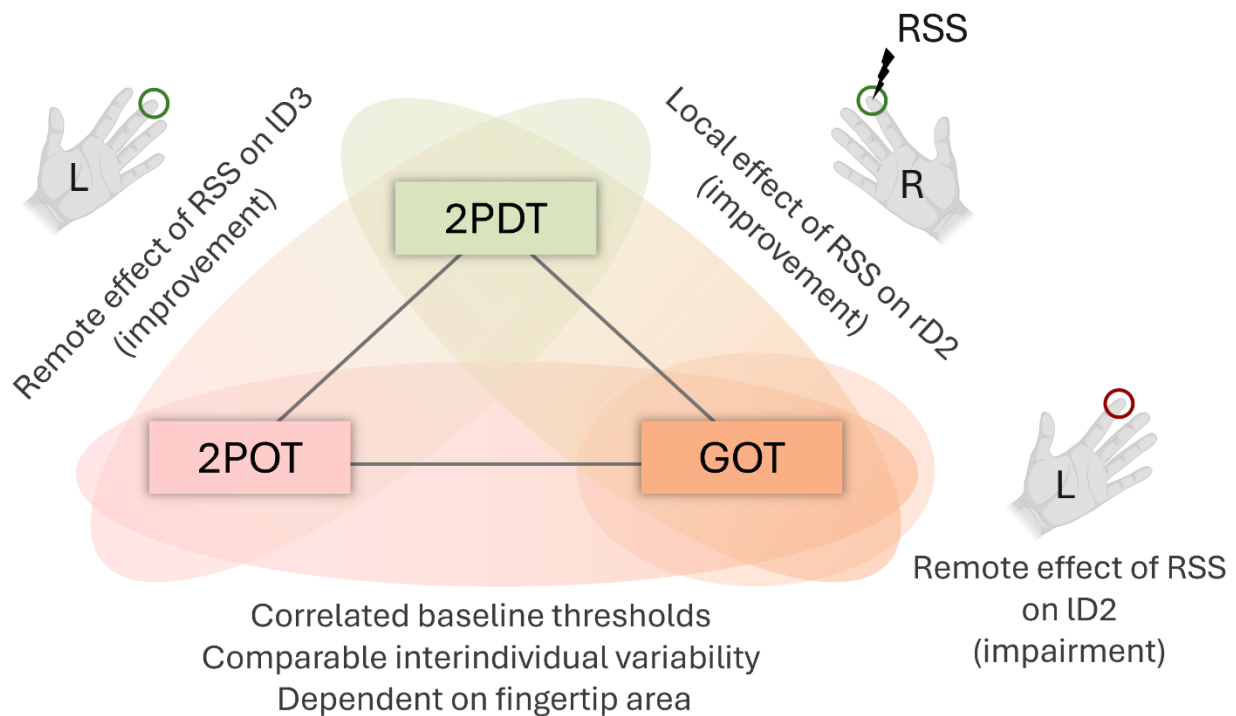 RSS
L
Remote effect of RSS on lD3
(improvement)
Local effect of RSS on rD2
(improvement)
R
2PDT
2POT
GOT
L
Remote effect of RSS
on lD2
(impairment)
Correlated baseline thresholds
Comparable interindividual variability
Dependent on fingertip area